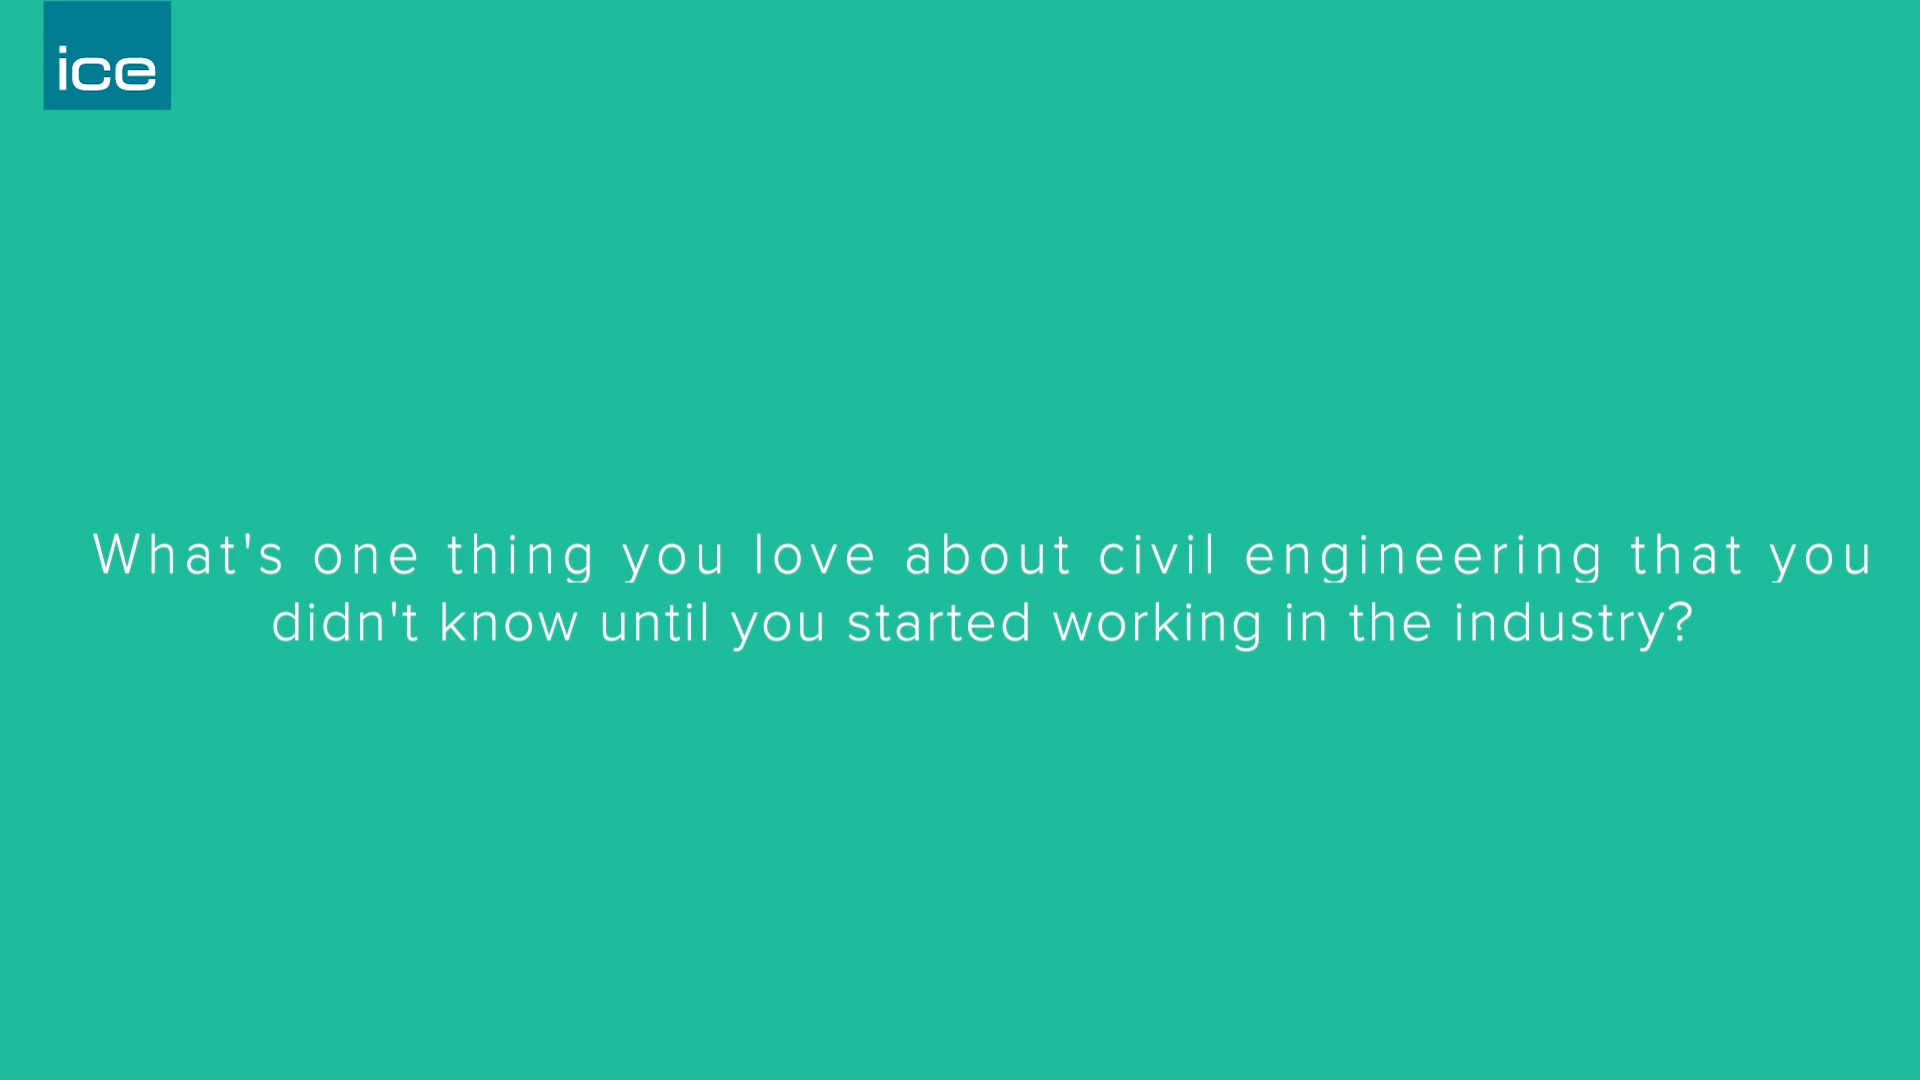 ice
What's one thing you love about civil engineering that you
didn't know until you started working in the industry?